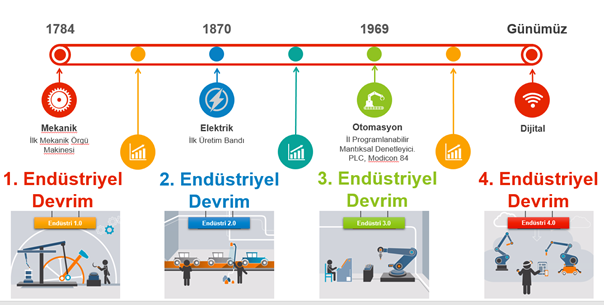 1784
1870
1969
Günümüz
Mekanik
İlk Mekanik Örgü
Makinesi
Elektrik
İlk Üretim Bandı
Otomasyon
İl Programlanabilir
Mantıksal Denetleyici.
PLC, Modicon 84
Dijital
1. Endüstriyel
Devrim
2. Endüstriyel
Devrim
3. Endüstriyel
Devrim
4. Endüstriyel
Devrim
Endüstri 1.0
Endüstri 2.0
Endüstri 3.0
Endüstri 4.0